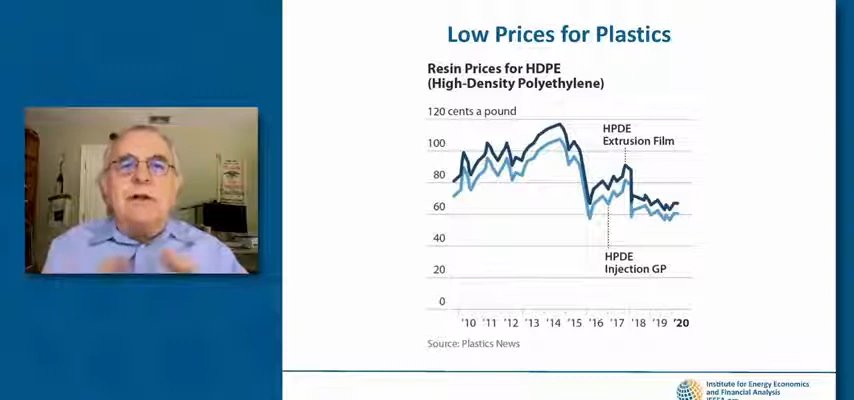 Low Prices for Plastics
Resin Prices for HDPE
(High-Density Polyethylene)
120 cents a pound
100
80
60
40
20
0
HPDE
Extrusion Film
HPDE
Injection GP
'10 '11 '12 '13 '14 '15 '16 '17 '18 '19 '20
Source: Plastics News
Institute for Energy Economics
and Financial Analysis
IEEFA.org